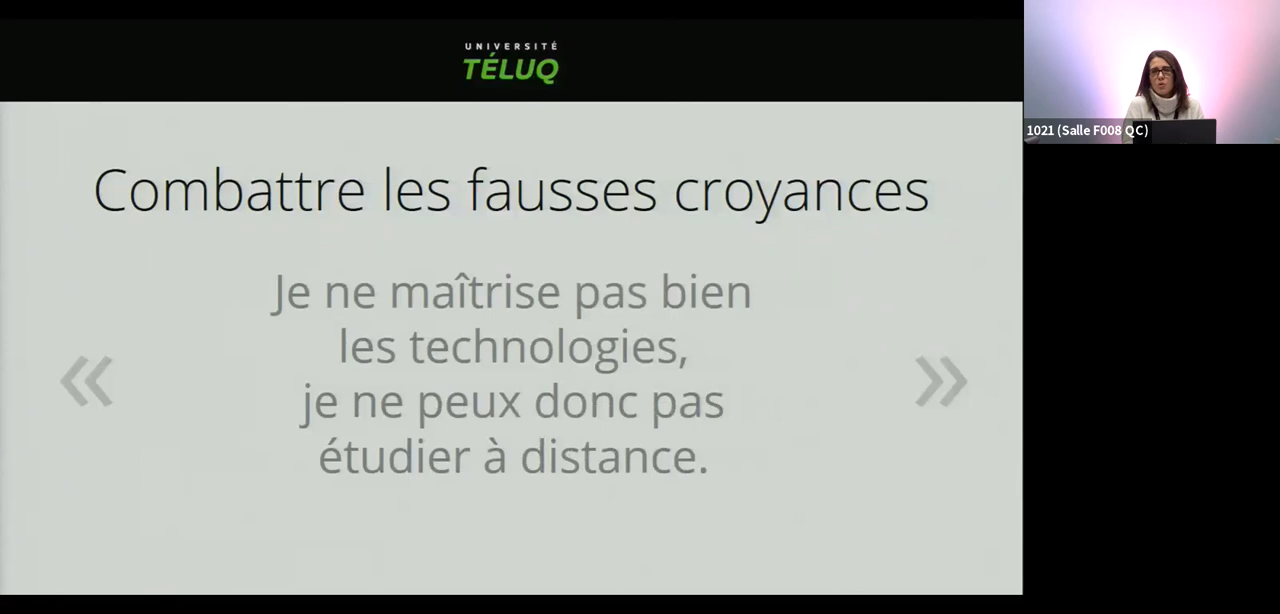 UNIVERSITÉ
TÉLUQ
Combattre les fausses croyances
« Je ne maîtrise pas bien
les technologies,
je ne peux donc pas
étudier à distance. »
1021 (Salle F008 QC)